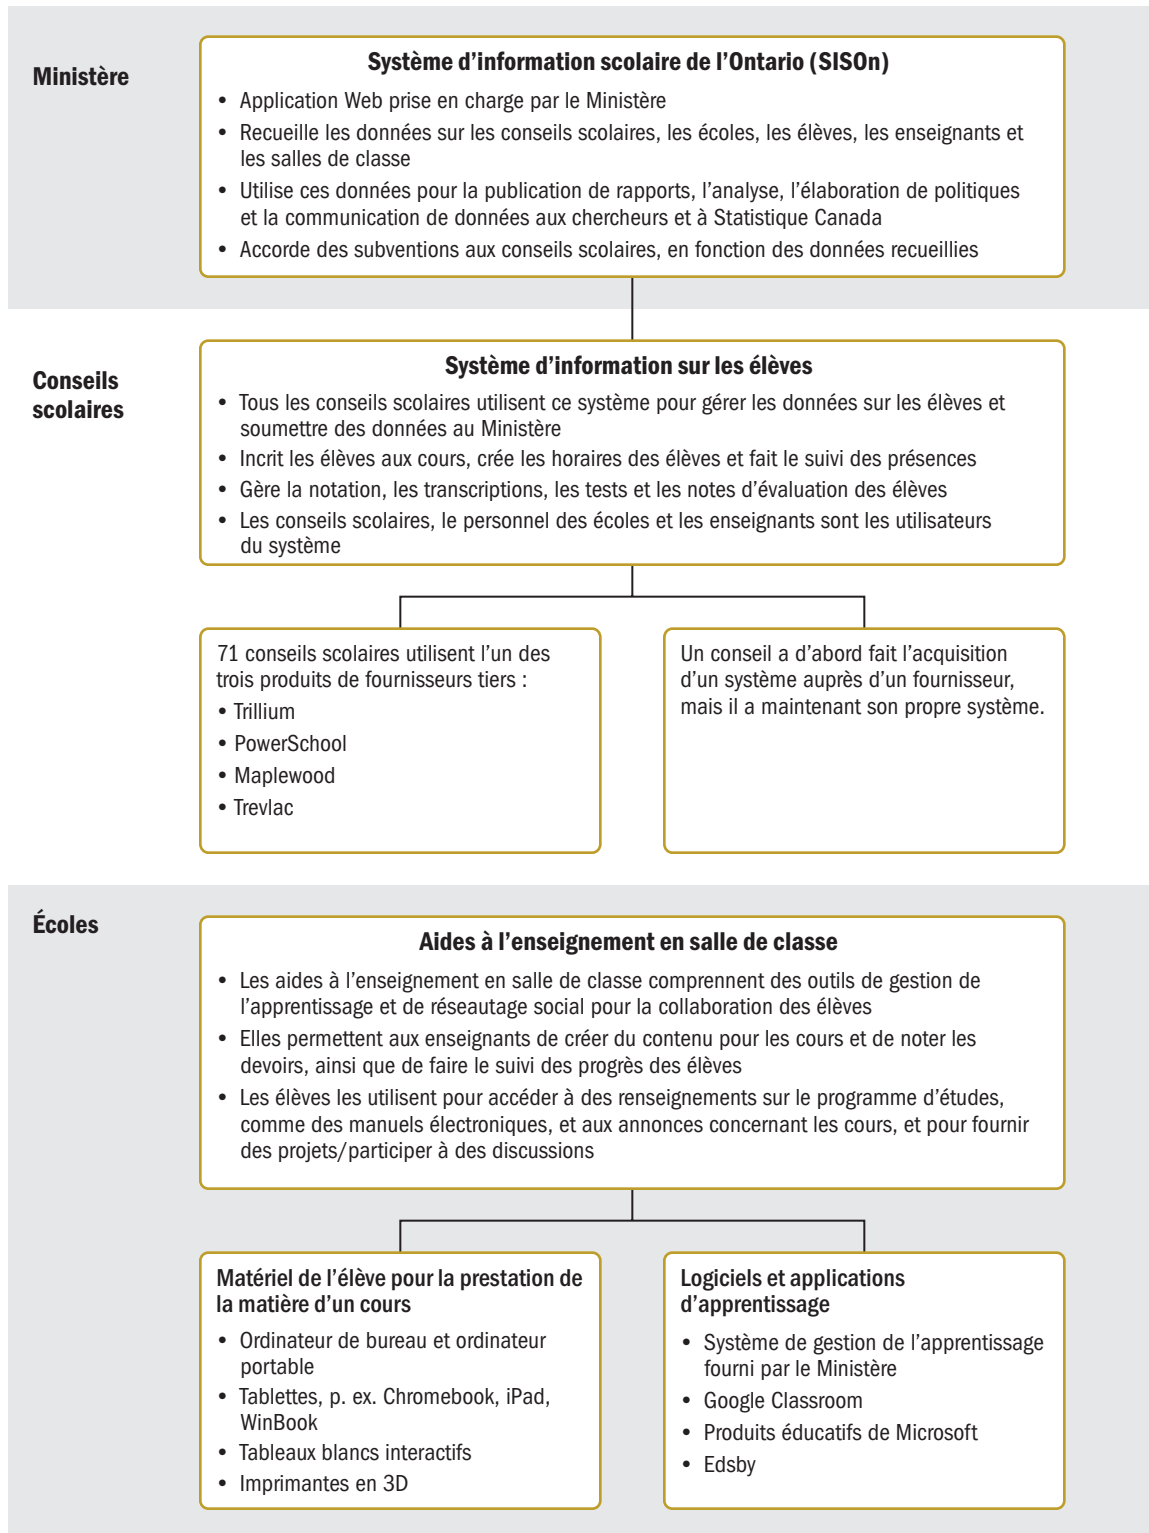 Ministère
Système d’information scolaire de l’Ontario (SISOn)
• Application Web prise en charge par le Ministère
• Recueille les données sur les conseils scolaires, les écoles, les élèves, les enseignants et
les salles de classe
• Utilise ces données pour la publication de rapports, l’analyse, l’élaboration de politiques
et la communication de données aux chercheurs et à Statistique Canada
• Accorde des subventions aux conseils scolaires, en fonction des données recueillies
Conseils
scolaires
Système d’information sur les élèves
• Tous les conseils scolaires utilisent ce système pour gérer les données sur les élèves et
soumettre des données au Ministère
• Incrit les élèves aux cours, crée les horaires des élèves et fait le suivi des présences
• Gère la notation, les transcriptions, les tests et les notes d’évaluation des élèves
• Les conseils scolaires, le personnel des écoles et les enseignants sont les utilisateurs
du système
71 conseils scolaires utilisent l’un des
trois produits de fournisseurs tiers :
• Trillium
• PowerSchool
• Maplewood
• Trevlac
Un conseil a d’abord fait l’acquisition
d’un système auprès d’un fournisseur,
mais il a maintenant son propre système.
Écoles
Aides à l’enseignement en salle de classe
• Les aides à l’enseignement en salle de classe comprennent des outils de gestion de
l’apprentissage et de réseautage social pour la collaboration des élèves
• Elles permettent aux enseignants de créer du contenu pour les cours et de noter les
devoirs, ainsi que de faire le suivi des progrès des élèves
• Les élèves les utilisent pour accéder à des renseignements sur le programme d’études,
comme des manuels électroniques, et aux annonces concernant les cours, et pour fournir
des projets/participer à des discussions
Matériel de l’élève pour la prestation de
la matière d’un cours
• Ordinateur de bureau et ordinateur
portable
• Tablettes, p. ex. Chromebook, iPad,
WinBook
• Tableaux blancs interactifs
• Imprimantes en 3D
Logiciels et applications
d’apprentissage
• Système de gestion de l’apprentissage
fourni par le Ministère
• Google Classroom
• Produits éducatifs de Microsoft
• Edsby